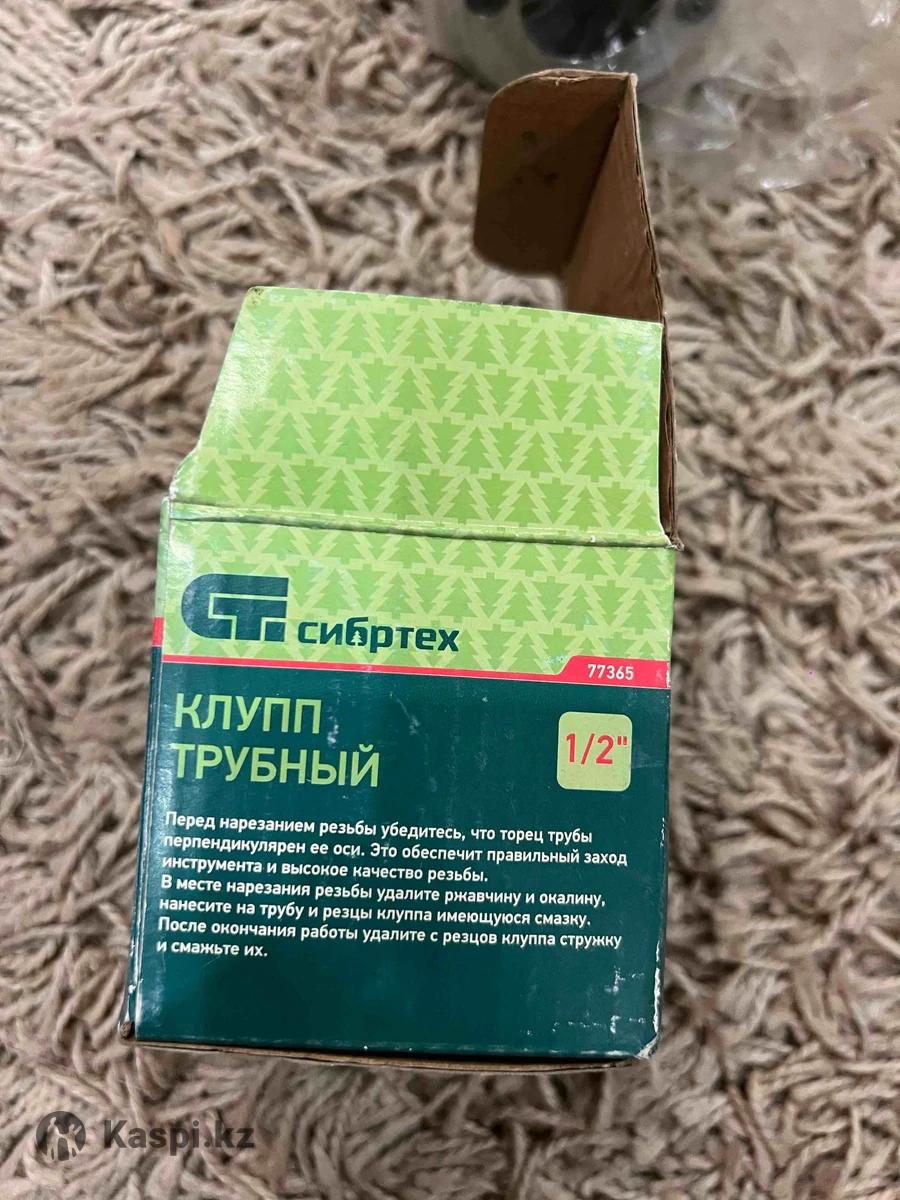 СТ сибртех
77365
КЛУПП
ТРУБНЫЙ
1/2"
Перед нарезанием резьбы убедитесь, что торец трубы
перпендикулярен ее оси. Это обеспечит правильный заход
инструмента и высокое качество резьбы.
В месте нарезания резьбы удалите ржавчину и окалину,
нанесите на трубу и резцы клуппа имеющуюся смазку.
После окончания работы удалите с резцов клуппа стружку
и смажьте их.
Kaspi.kz